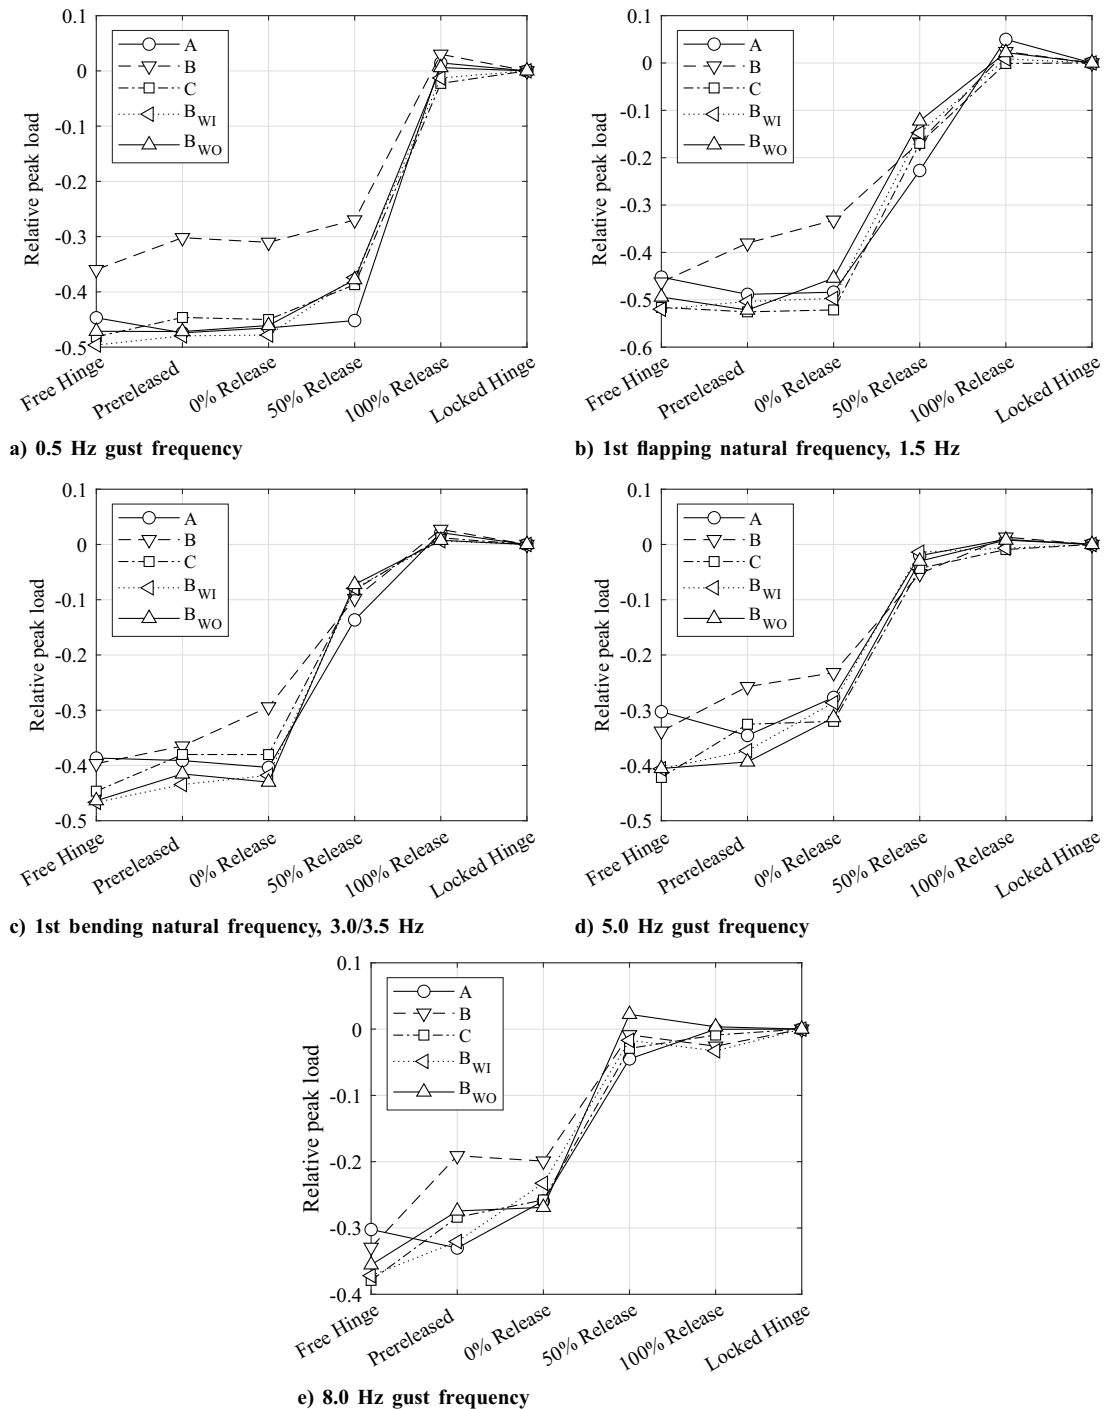 0.1
0
-0.1
-0.2
-0.3
-0.4
-0.5
Relative peak load
A
B
C
B_WI
B_WO
Free Hinge
Prereleased
0% Release
50% Release
100% Release
Locked Hinge
a) 0.5 Hz gust frequency
0.1
0
-0.1
-0.2
-0.3
-0.4
-0.5
-0.6
Relative peak load
A
B
C
B_WI
B_WO
Free Hinge
Prereleased
0% Release
50% Release
100% Release
Locked Hinge
b) 1st flapping natural frequency, 1.5 Hz
0.1
0
-0.1
-0.2
-0.3
-0.4
-0.5
Relative peak load
A
B
C
B_WI
B_WO
Free Hinge
Prereleased
0% Release
50% Release
100% Release
Locked Hinge
c) 1st bending natural frequency, 3.0/3.5 Hz
0.1
0
-0.1
-0.2
-0.3
-0.4
-0.5
Relative peak load
A
B
C
B_WI
B_WO
Free Hinge
Prereleased
0% Release
50% Release
100% Release
Locked Hinge
d) 5.0 Hz gust frequency
0.1
0
-0.1
-0.2
-0.3
-0.4
Relative peak load
A
B
C
B_WI
B_WO
Free Hinge
Prereleased
0% Release
50% Release
100% Release
Locked Hinge
e) 8.0 Hz gust frequency